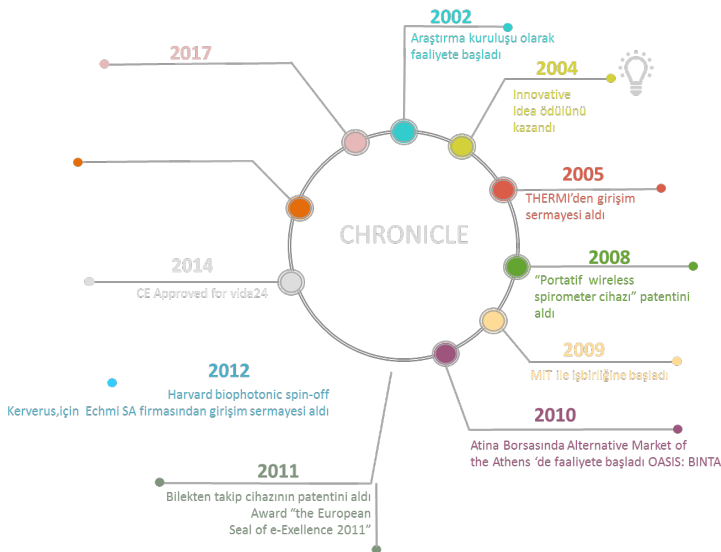 2002
Araştırma kuruluşu olarak
faaliyete başladı
2004
Innovative
Idea ödülünü
kazandı
2005
THERMI’den girişim
sermayesi aldı
2008
“Portatif wireless
spirometer cihazı” patentini
aldı
2009
MIT ile işbirliğine başladı
2010
Atina Borsasında Alternative Market of
the Athens ‘de faaliyete başladı OASIS: BINTA
2011
Bilekten takip cihazının patentini aldı
Award “the European
Seal of e-Exellence 2011”
2012
Harvard biophotonic spin-off
Kerverus,için Echmi SA firmasından girişim sermayesi aldı
2014
CE Approved for vida24
2017
CHRONICLE